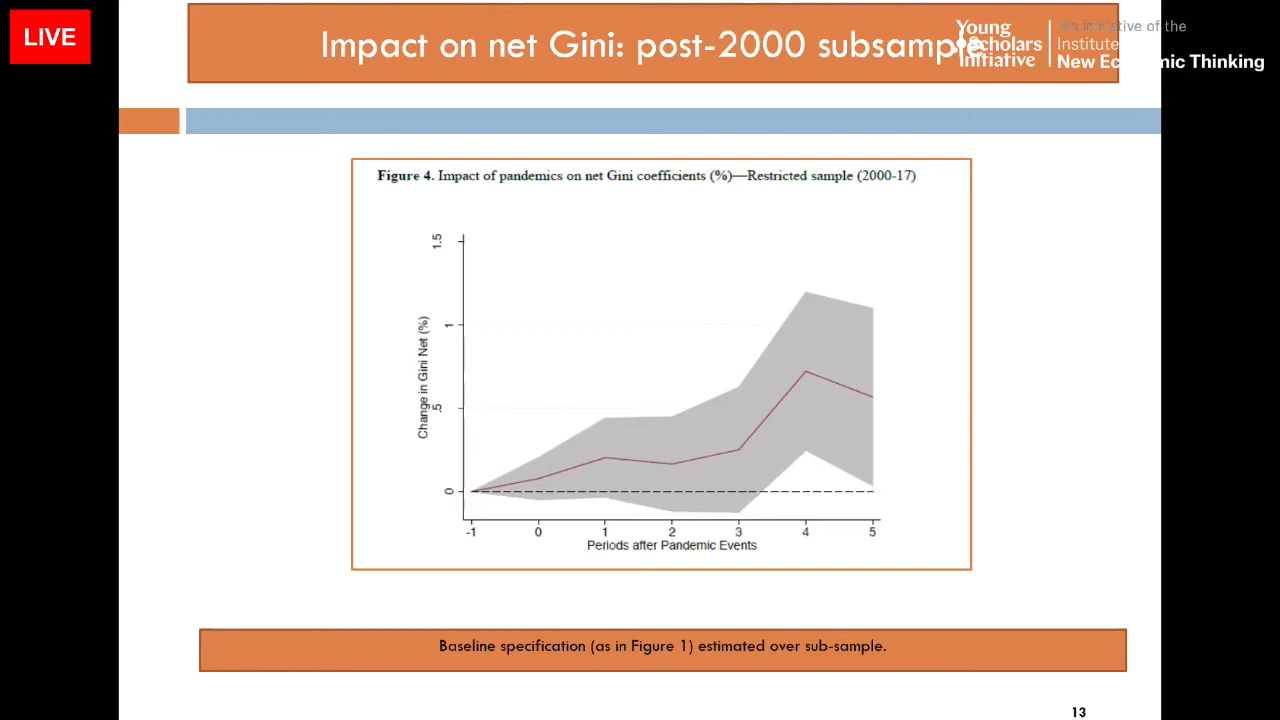 LIVE
Impact on net Gini: post-2000 subsample
Young
Scholars
Initiative
An initiative of the
Institute
New Economic Thinking
Figure 4. Impact of pandemics on net Gini coefficients (%)—Restricted sample (2000-17)
Change in Gini Net (%)
1.5
1
.5
0
-1 0 1 2 3 4 5
Periods after Pandemic Events
Baseline specification (as in Figure 1) estimated over sub-sample.
13